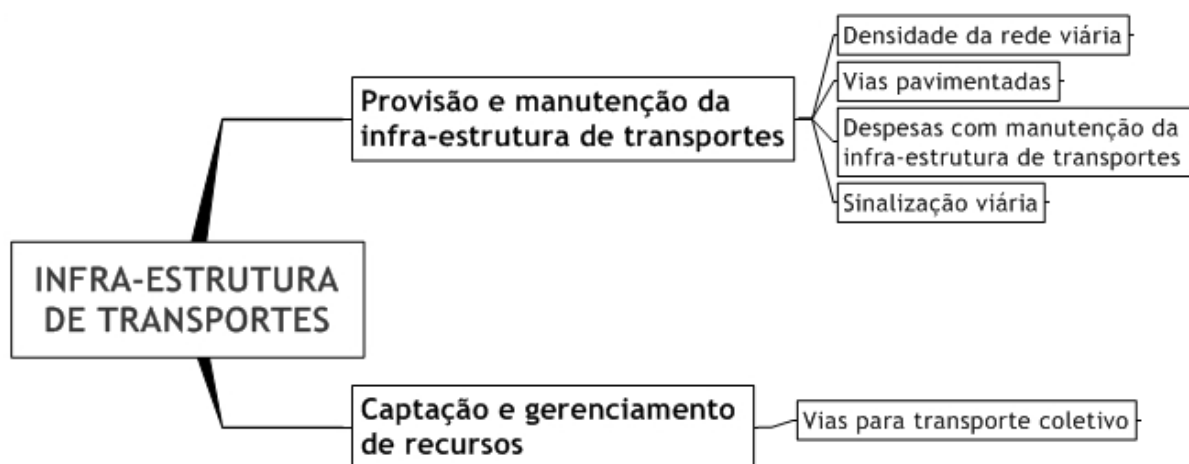 INFRA-ESTRUTURA
DE TRANSPORTES
Provisão e manutenção da
infra-estrutura de transportes
Densidade da rede viária
Vias pavimentadas
Despesas com manutenção da
infra-estrutura de transportes
Sinalização viária
Captação e gerenciamento
de recursos
Vias para transporte coletivo